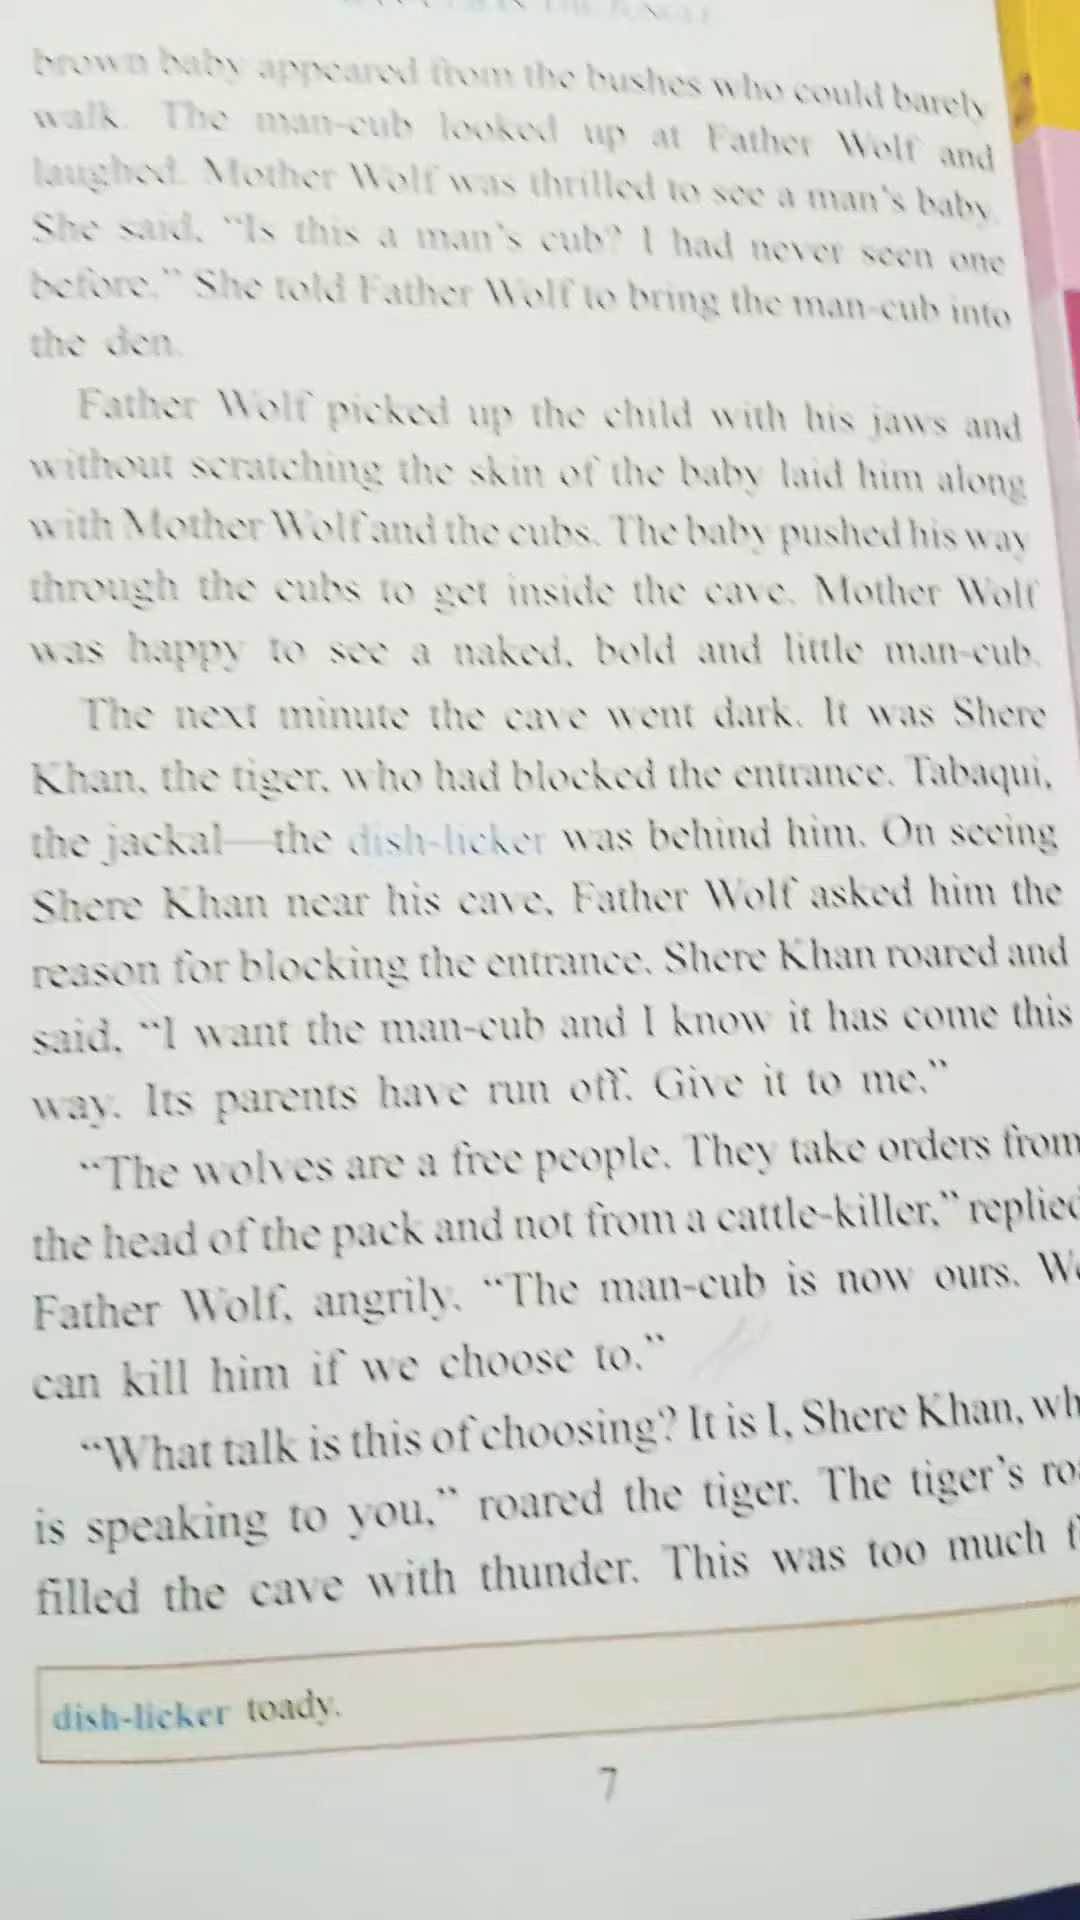 IN THE JUNGLE
brown baby appeared from the bushes who could barely
walk. The man-cub looked up at Father Wolf and
laughed. Mother Wolf was thrilled to see a man's baby.
She said, “Is this a man's cub? I had never seen one
before.” She told Father Wolf to bring the man-cub into
the den.
Father Wolf picked up the child with his jaws and
without scratching the skin of the baby laid him along
with Mother Wolf and the cubs. The baby pushed his way
through the cubs to get inside the cave. Mother Wolf
was happy to see a naked, bold and little man-cub.
The next minute the cave went dark. It was Shere
Khan, the tiger, who had blocked the entrance. Tabaqui,
the jackal—the dish-licker was behind him. On seeing
Shere Khan near his cave, Father Wolf asked him the
reason for blocking the entrance. Shere Khan roared and
said, “I want the man-cub and I know it has come this
way. Its parents have run off. Give it to me.”
“The wolves are a free people. They take orders from
the head of the pack and not from a cattle-killer,” replied
Father Wolf, angrily. “The man-cub is now ours. We
can kill him if we choose to.”
“What talk is this of choosing? It is I, Shere Khan, wh
is speaking to you,” roared the tiger. The tiger's roa
filled the cave with thunder. This was too much f
dish-licker toady.
7